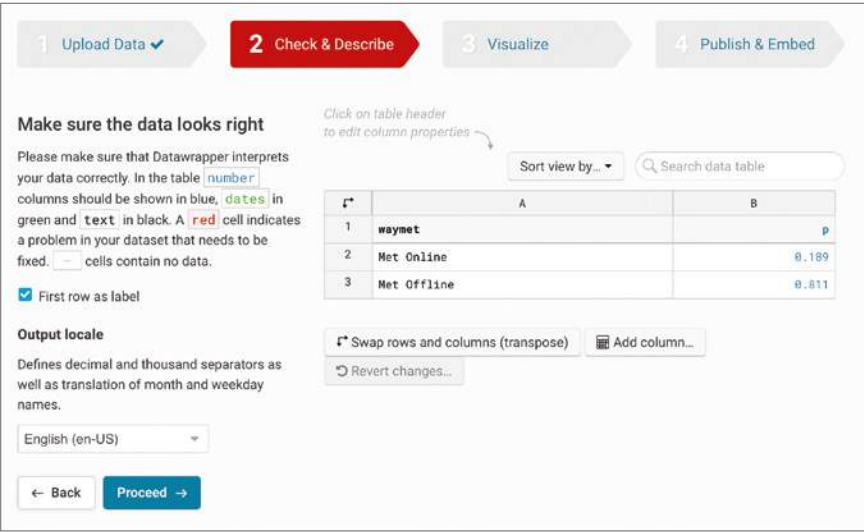 1 Upload Data ✔
2 Check & Describe
3 Visualize
4 Publish & Embed
Make sure the data looks right
Please make sure that Datawrapper interprets
your data correctly. In the table number
columns should be shown in blue, dates in
green and text in black. A red cell indicates
a problem in your dataset that needs to be
fixed. – cells contain no data.
First row as label
Output locale
Defines decimal and thousand separators as
well as translation of month and weekday
names.
English (en-US)
← Back
Proceed →
Click on table header
to edit column properties
Sort view by...
Search data table
A B
1 waymet p
2 Met Online 0.189
3 Met Offline 0.811
Swap rows and columns (transpose)
Add column...
Revert changes...